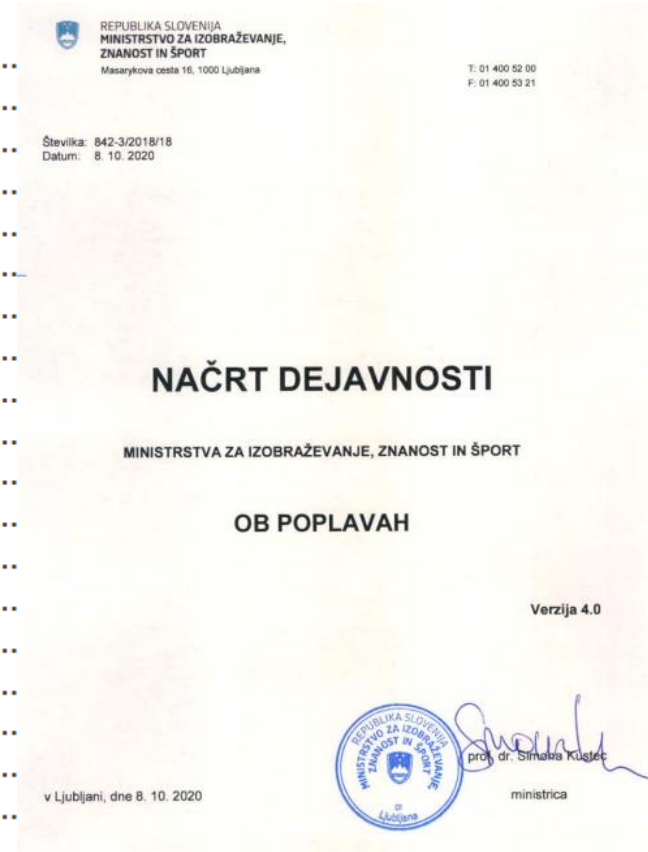 REPUBLIKA SLOVENIJA
MINISTRSTVO ZA IZOBRAŽEVANJE,
ZNANOST IN ŠPORT
Masarykova cesta 16, 1000 Ljubljana
T: 01 400 52 00
F: 01 400 53 21
Številka: 842-3/2018/18
Datum: 8. 10. 2020
NAČRT DEJAVNOSTI
MINISTRSTVA ZA IZOBRAŽEVANJE, ZNANOST IN ŠPORT
OB POPLAVAH
Verzija 4.0
REPUBLIKA SLOVENIJA
MINISTRSTVO ZA IZOBRAŽEVANJE,
ZNANOST IN ŠPORT
01
Ljubljana
prof. dr. Simona Kustec
ministrica
v Ljubljani, dne 8. 10. 2020